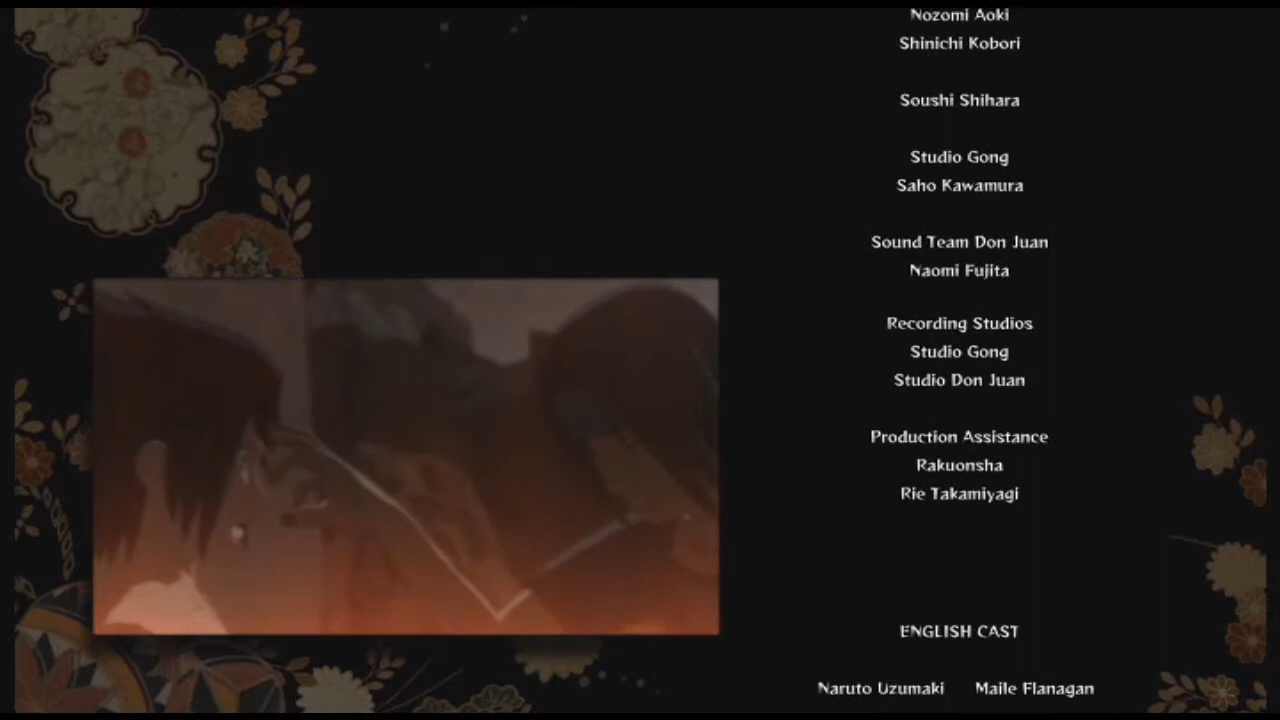 Nozomi Aoki
Shinichi Kobori
Soushi Shihara
Studio Gong
Saho Kawamura
Sound Team Don Juan
Naomi Fujita
Recording Studios
Studio Gong
Studio Don Juan
Production Assistance
Rakuonsha
Rie Takamiyagi
ENGLISH CAST
Naruto Uzumaki Maile Flanagan